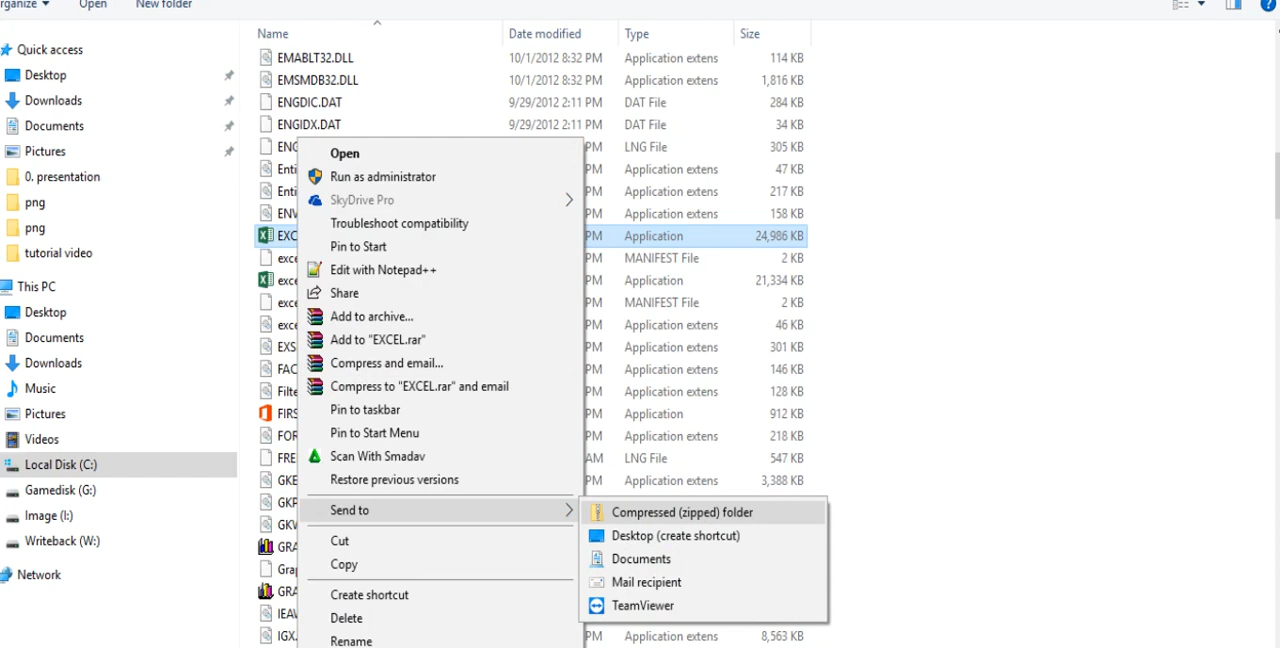 rganize Open New folder
Name Date modified Type Size
Quick access
Desktop
Downloads
Documents
Pictures
0. presentation
png
png
tutorial video
This PC
Desktop
Documents
Downloads
Music
Pictures
Videos
Local Disk (C:)
Gamedisk (G:)
Image (I:)
Writeback (W:)
Network
EMABLT32.DLL 10/1/2012 8:32 PM Application extens 114 KB
EMSMDB32.DLL 10/1/2012 8:32 PM Application extens 1,816 KB
ENGDIC.DAT 9/29/2012 2:11 PM DAT File 284 KB
ENGIDX.DAT 9/29/2012 2:11 PM DAT File 34 KB
ENG PM LNG File 305 KB
Enti PM Application extens 47 KB
Enti PM Application extens 217 KB
ENV PM Application extens 158 KB
EXC PM Application 24,986 KB
exce PM MANIFEST File 2 KB
exce PM Application 21,334 KB
exce PM MANIFEST File 2 KB
exce PM Application extens 46 KB
EXS PM Application extens 301 KB
FAC PM Application extens 146 KB
Filte PM Application extens 128 KB
FIRS PM Application 912 KB
FOR PM Application extens 218 KB
FRE AM LNG File 547 KB
GKE PM Application extens 3,388 KB
GKP
GKW
GRA
Grap
GRA
IEAW
IGX. PM Application extens 8,563 KB
Open
Run as administrator
SkyDrive Pro
Troubleshoot compatibility
Pin to Start
Edit with Notepad++
Share
Add to archive...
Add to "EXCEL.rar"
Compress and email...
Compress to "EXCEL.rar" and email
Pin to taskbar
Pin to Start Menu
Scan With Smadav
Restore previous versions
Send to
Cut
Copy
Create shortcut
Delete
Rename
Compressed (zipped) folder
Desktop (create shortcut)
Documents
Mail recipient
TeamViewer